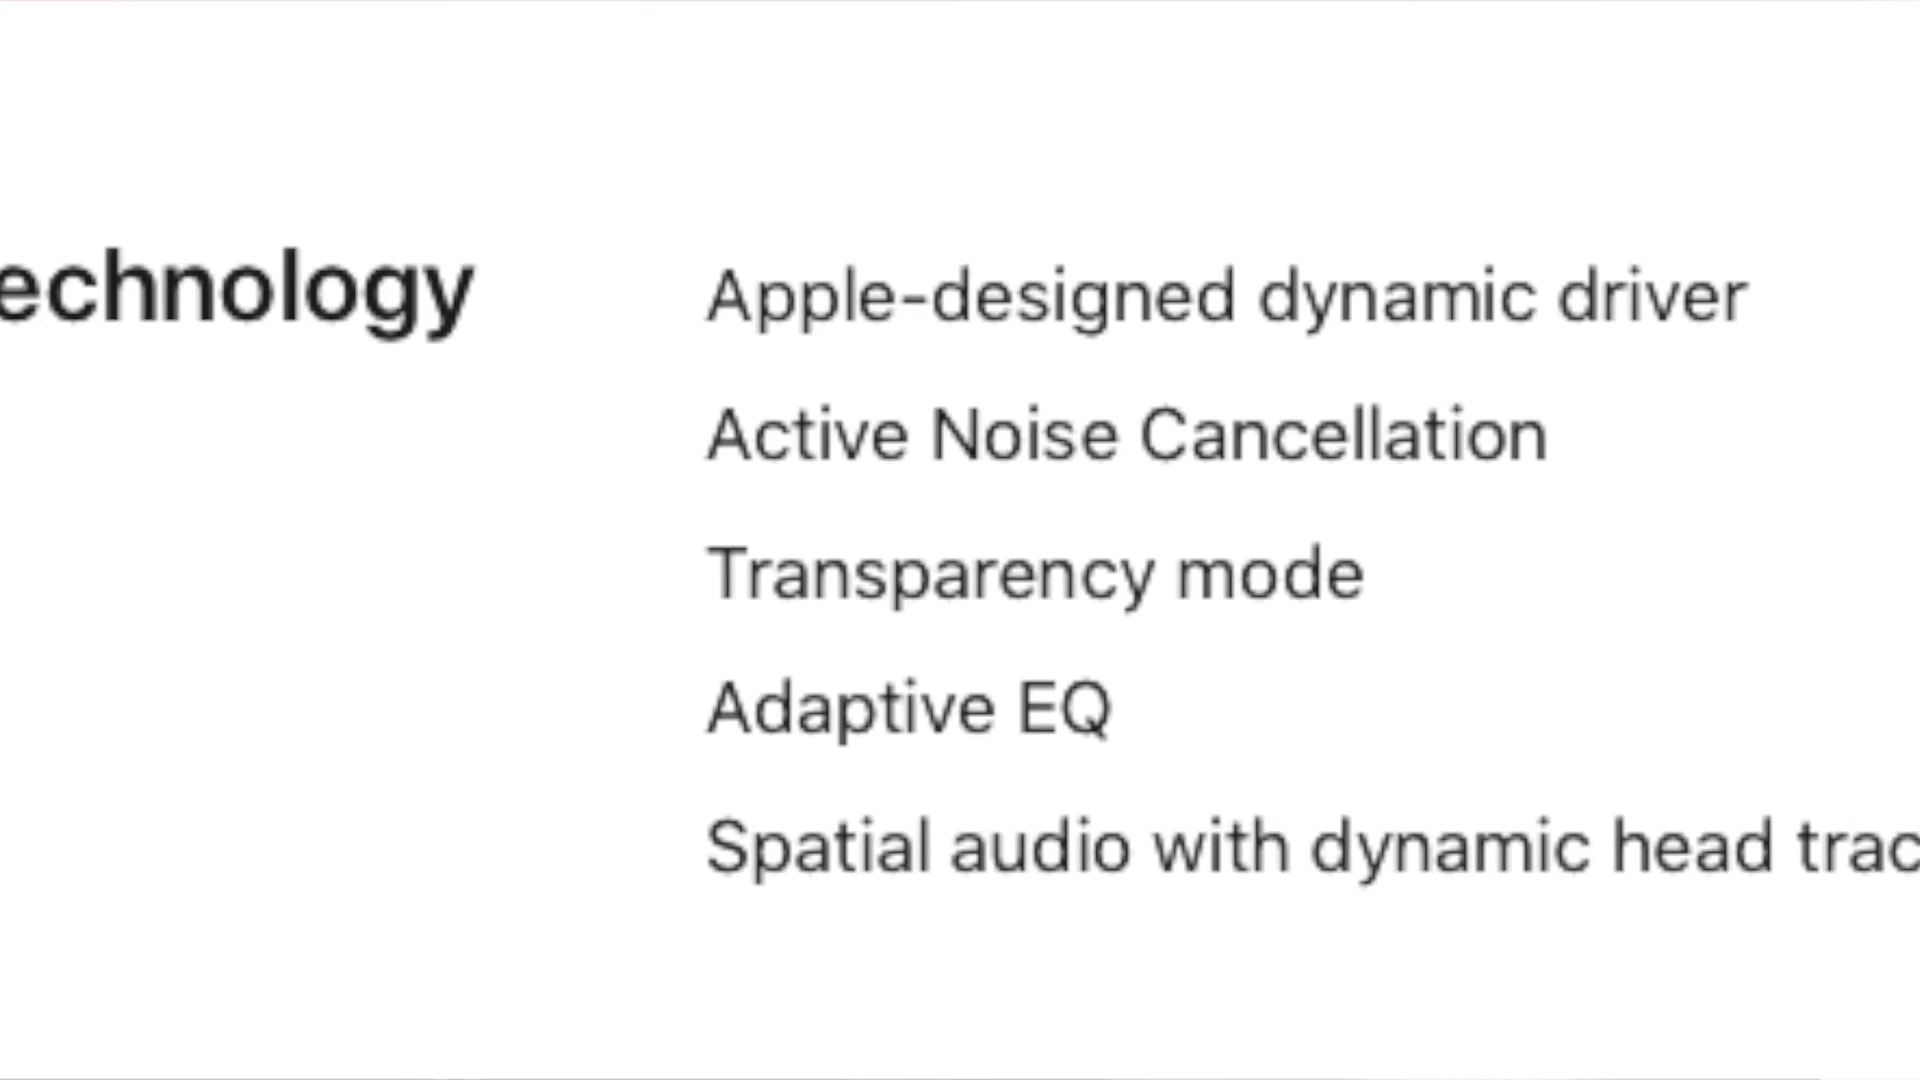 echnology
Apple-designed dynamic driver
Active Noise Cancellation
Transparency mode
Adaptive EQ
Spatial audio with dynamic head trac